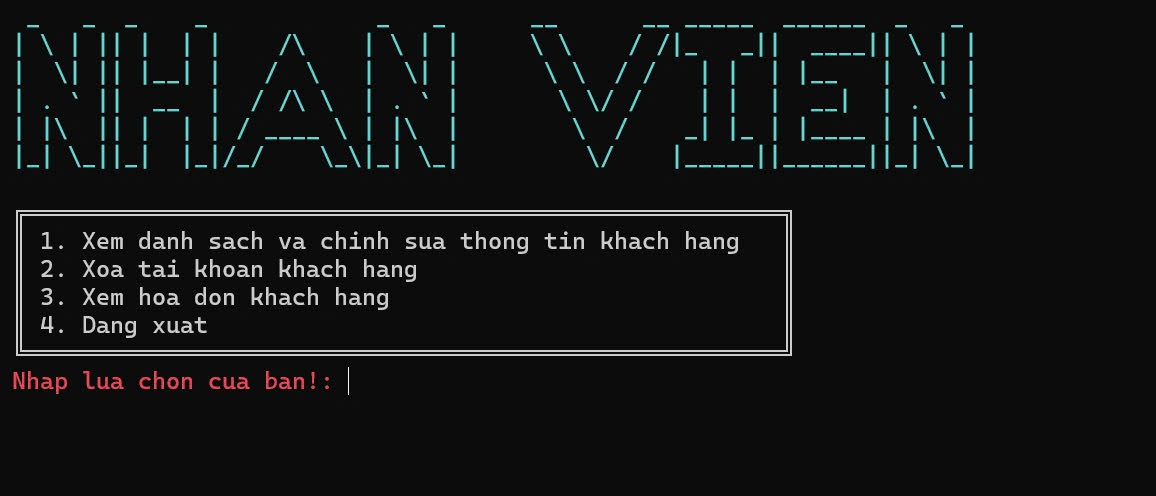 NHAN VIEN
1. Xem danh sach va chinh sua thong tin khach hang
2. Xoa tai khoan khach hang
3. Xem hoa don khach hang
4. Dang xuat
Nhap lua chon cua ban!: